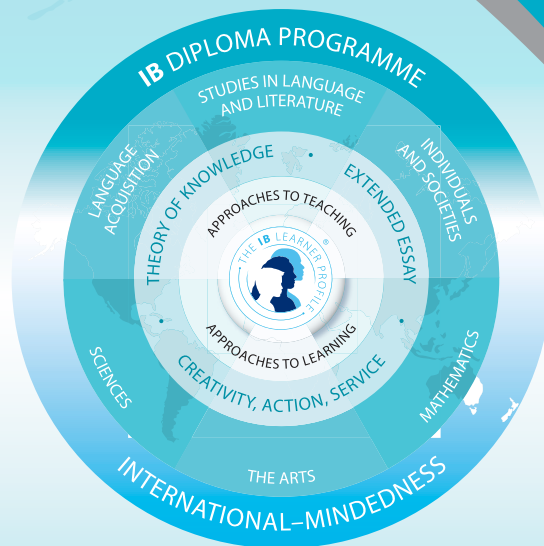 IB DIPLOMA PROGRAMME
STUDIES IN LANGUAGE
AND LITERATURE
LANGUAGE
ACQUISITION
INDIVIDUALS
AND SOCIETIES
THEORY OF KNOWLEDGE
EXTENDED ESSAY
APPROACHES TO TEACHING
THE IB LEARNER PROFILE ®
APPROACHES TO LEARNING
CREATIVITY, ACTION, SERVICE
SCIENCES
MATHEMATICS
THE ARTS
INTERNATIONAL–MINDEDNESS